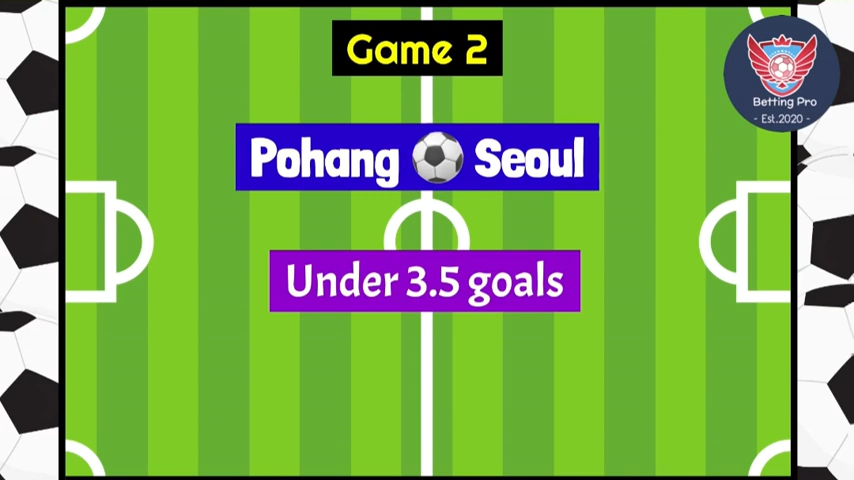 Game 2
Betting Pro
- Est.2020 -
Pohang Seoul
Under 3.5 goals